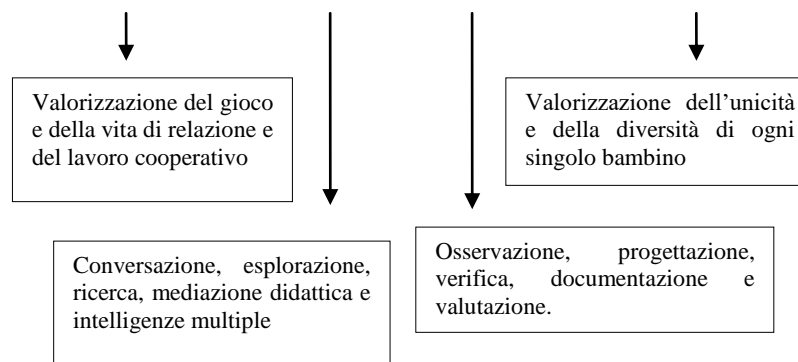 Valorizzazione del gioco
e della vita di relazione e
del lavoro cooperativo
Valorizzazione dell'unicità
e della diversità di ogni
singolo bambino
Conversazione, esplorazione,
ricerca, mediazione didattica e
intelligenze multiple
Osservazione, progettazione,
verifica, documentazione e
valutazione.